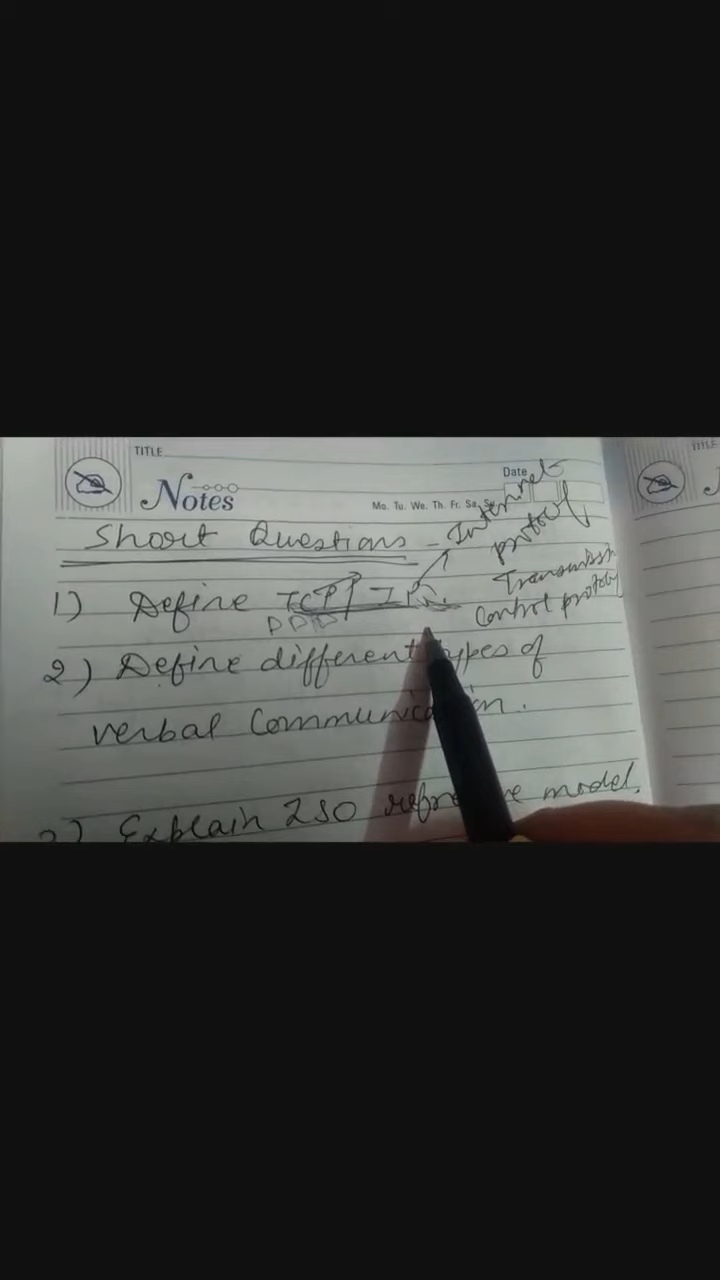 TITLE
Notes
Date
Mo. Tu. We. Th. Fr. Sa. Su
Short Questions - Internet
protocol
1) Define TCP/IP.
Transmission
Control protocol
2) Define different types of
verbal Communication.
3) Explain ISO reference model.
TITLE